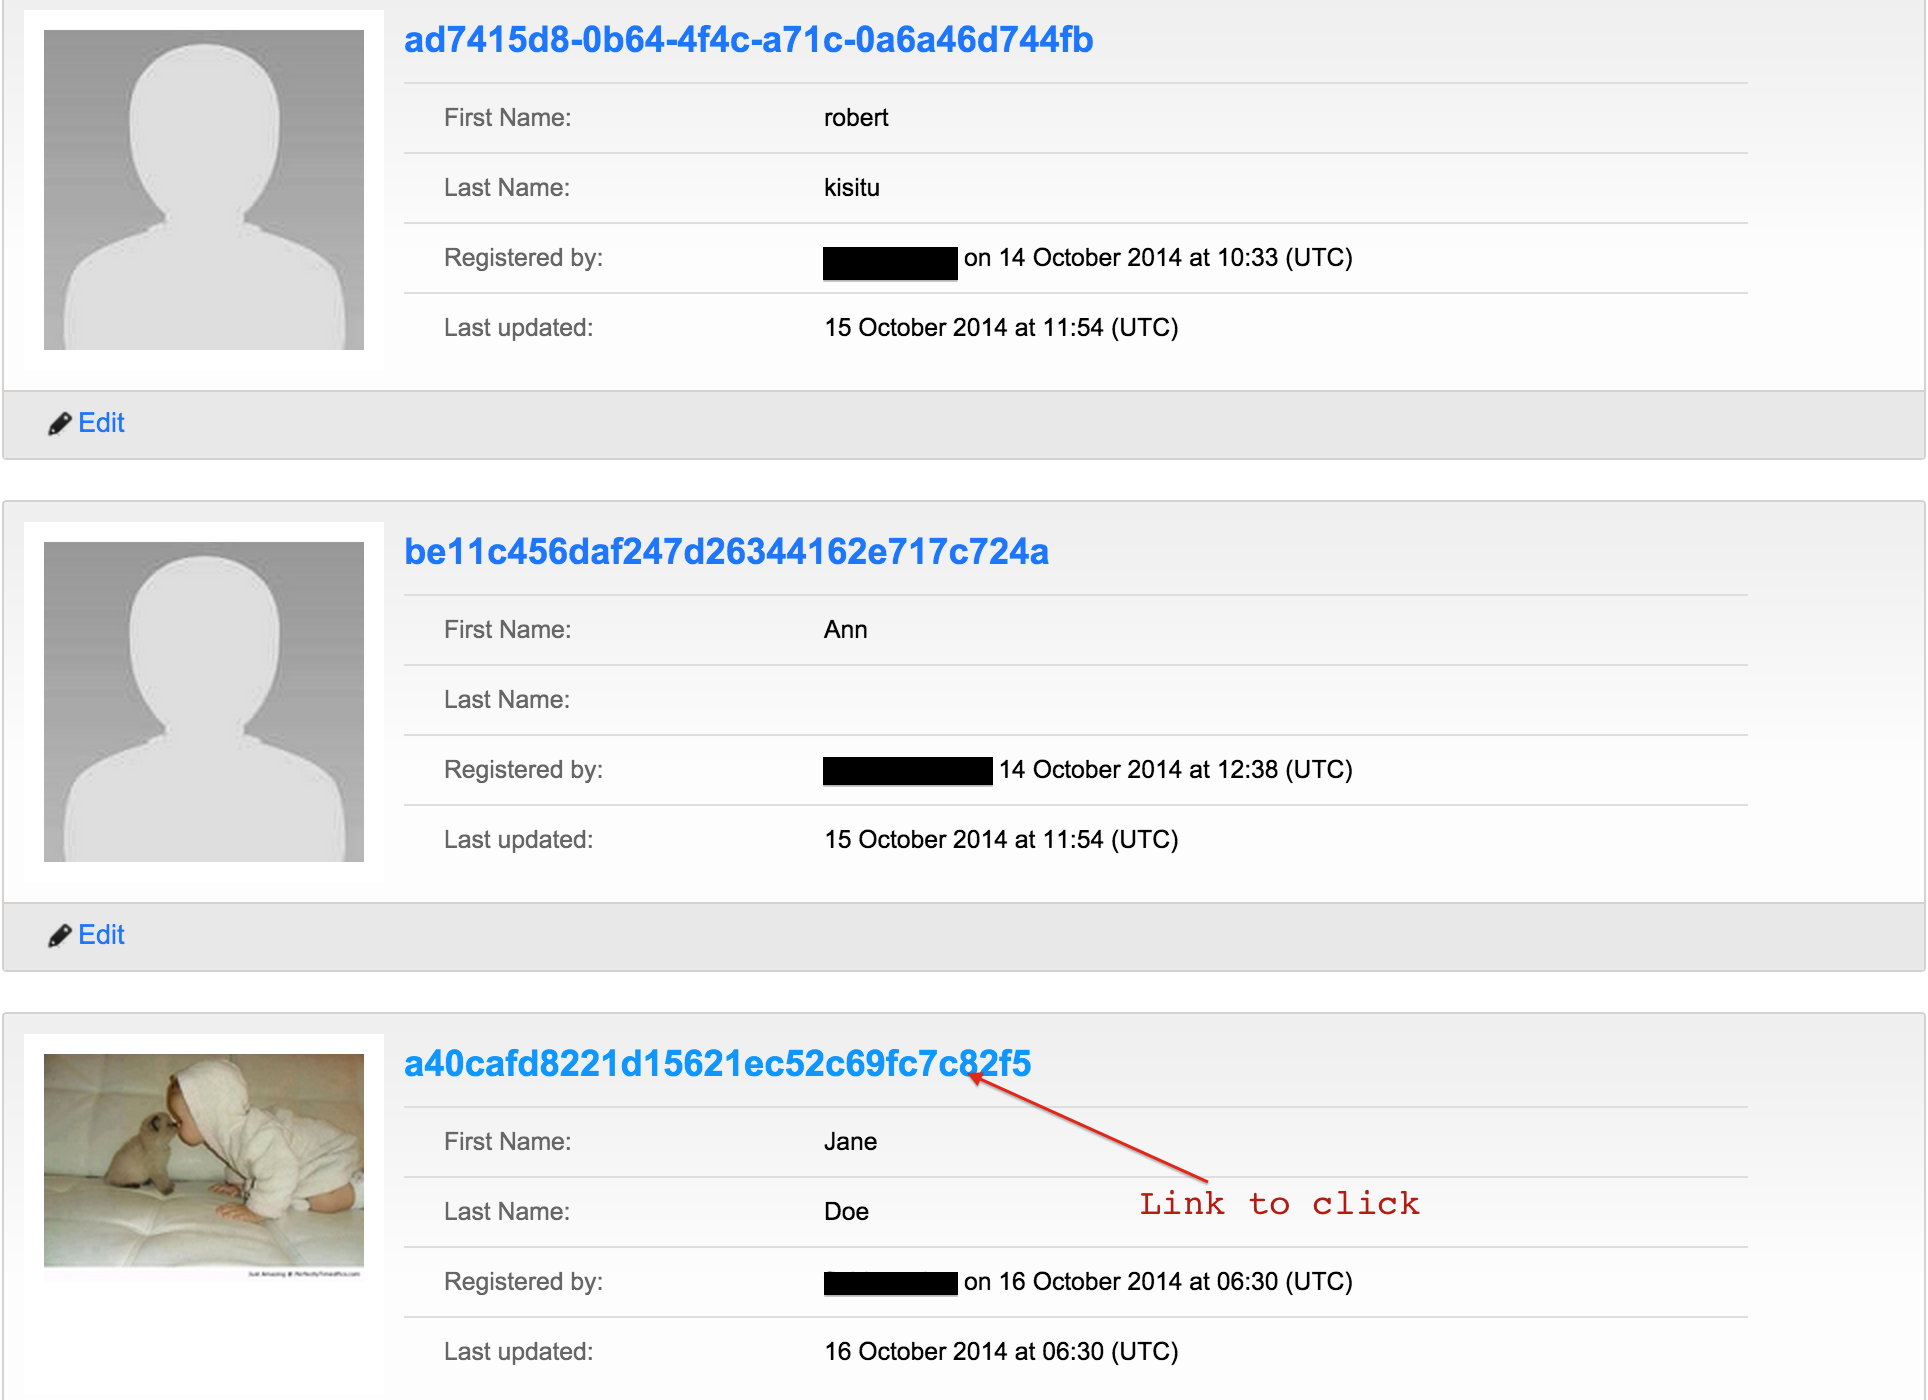 ad7415d8-0b64-4f4c-a71c-0a6a46d744fb
First Name: robert
Last Name: kisitu
Registered by: on 14 October 2014 at 10:33 (UTC)
Last updated: 15 October 2014 at 11:54 (UTC)
Edit
be11c456daf247d26344162e717c724a
First Name: Ann
Last Name:
Registered by: 14 October 2014 at 12:38 (UTC)
Last updated: 15 October 2014 at 11:54 (UTC)
Edit
a40cafd8221d15621ec52c69fc7c82f5
First Name: Jane
Last Name: Doe
Link to click
Registered by: on 16 October 2014 at 06:30 (UTC)
Last updated: 16 October 2014 at 06:30 (UTC)